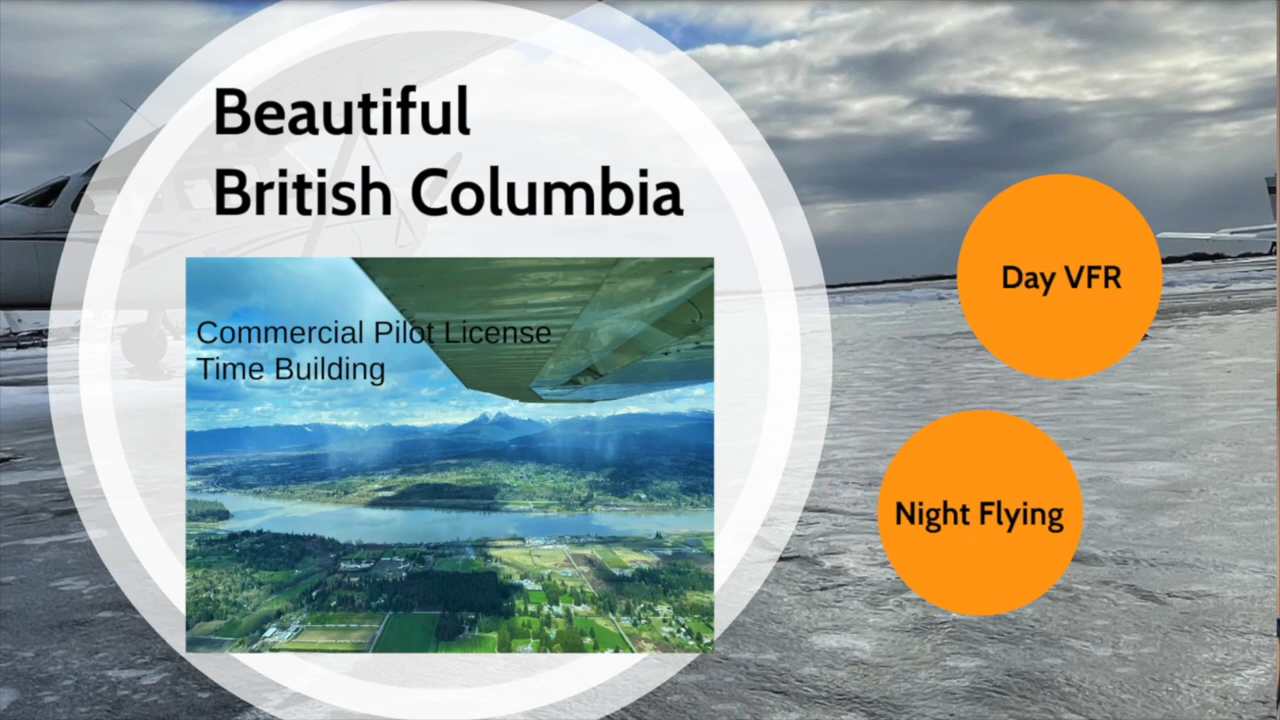 Beautiful
British Columbia
Commercial Pilot License
Time Building
Day VFR
Night Flying